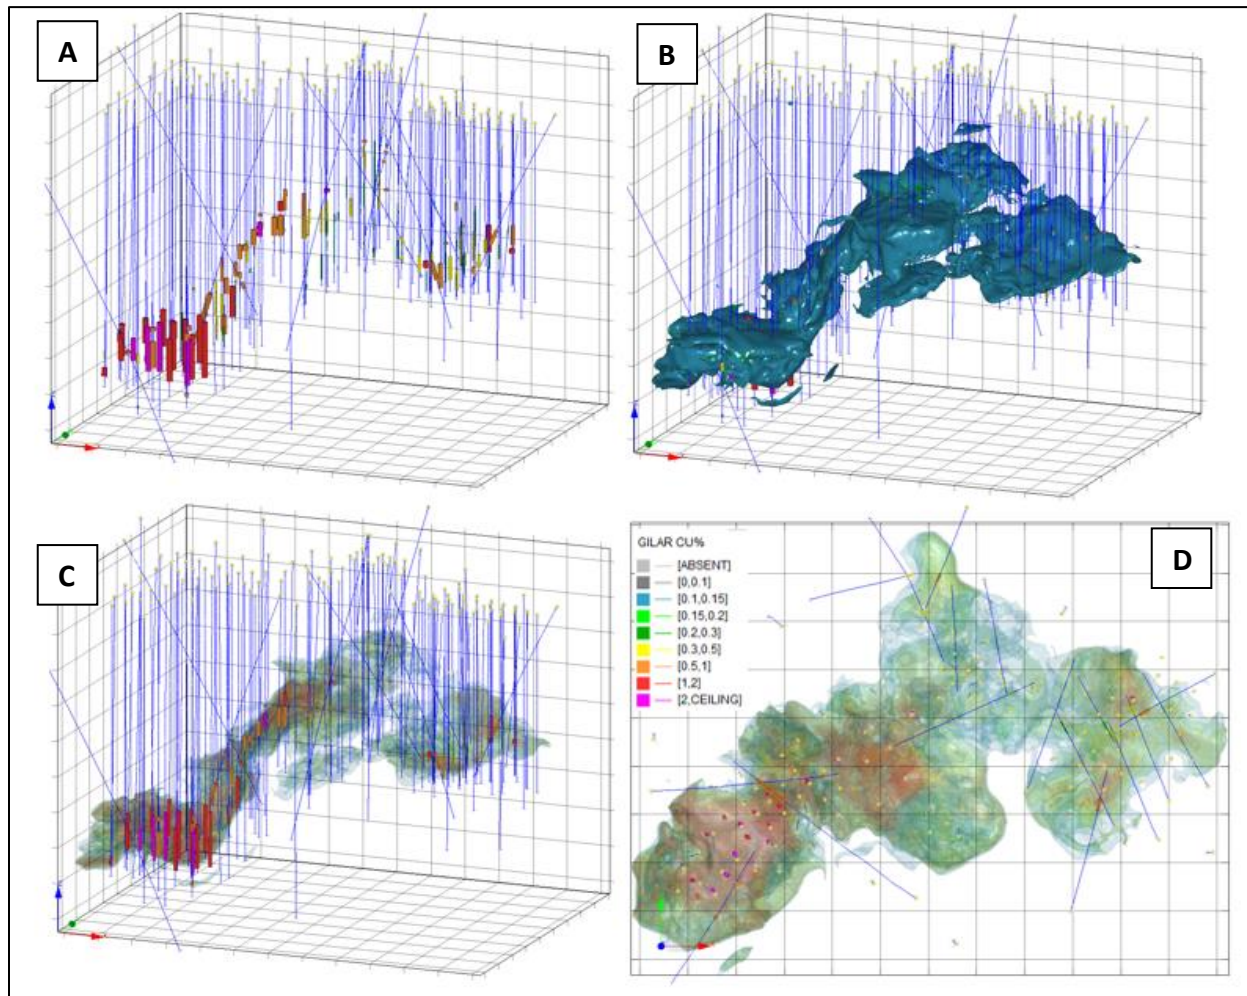 A
B
C
D
GILAR CU%
[ABSENT]
[0,0.1]
[0.1,0.15]
[0.15,0.2]
[0.2,0.3]
[0.3,0.5]
[0.5,1]
[1,2]
[2,CEILING]